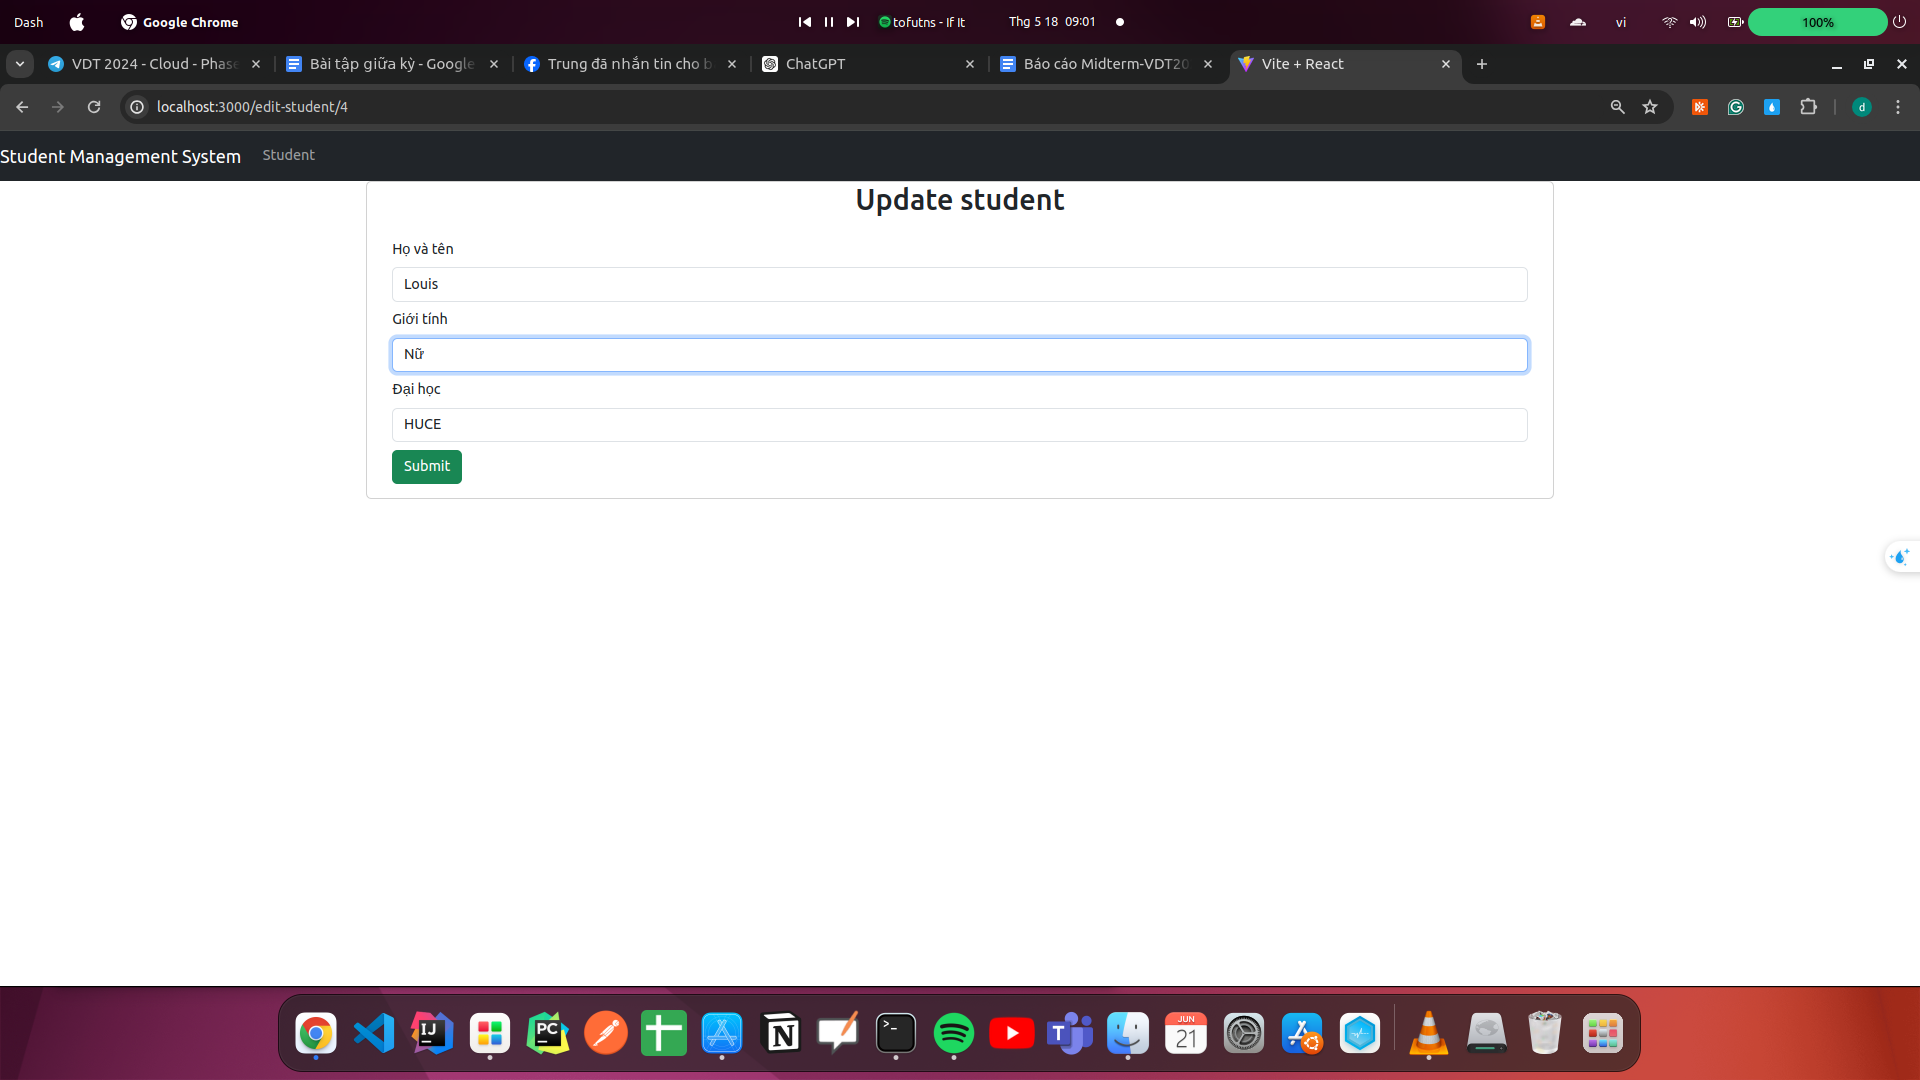 Dash
Google Chrome
tofutns - If It
Thg 5 18 09:01
vi
100%
VDT 2024 - Cloud - Phase
Bài tập giữa kỳ - Google
Trung đã nhắn tin cho b
ChatGPT
Báo cáo Midterm-VDT20
Vite + React
localhost:3000/edit-student/4
d
Student Management System
Student
Update student
Họ và tên
Louis
Giới tính
Nữ
Đại học
HUCE
Submit
IJ
PC
N
>_
T
JUN
21